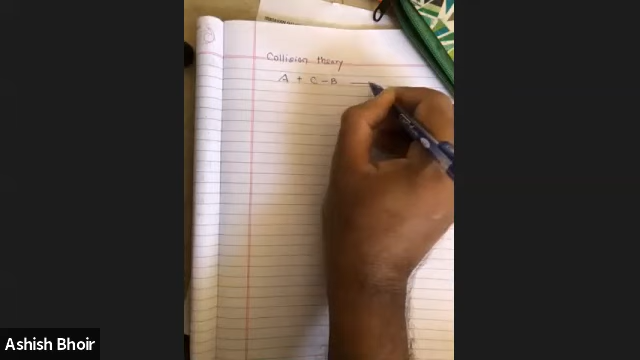 Collision theory
A + C - B —
Ashish Bhoir